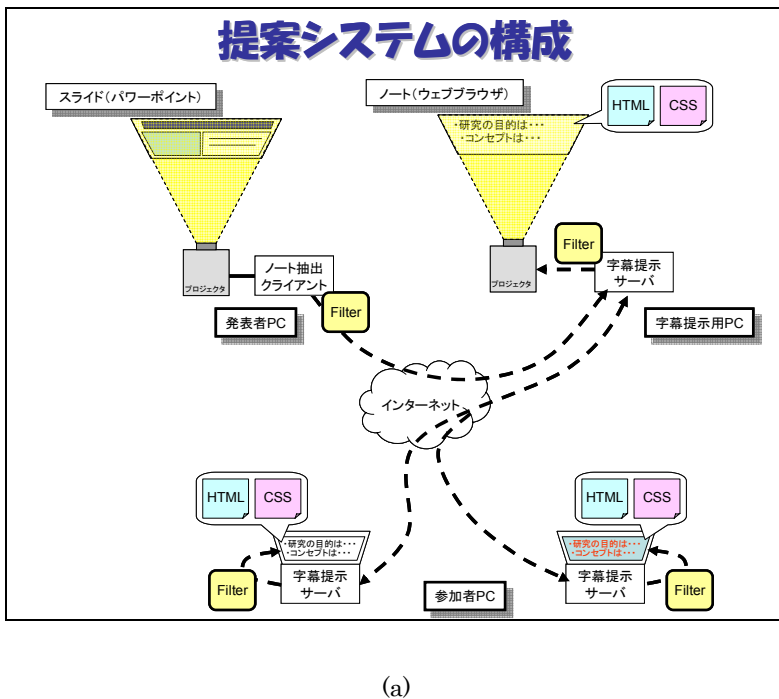 提案システムの構成
スライド(パワーポイント)
ノート(ウェブブラウザ)
HTML
CSS
・研究の目的は・・・
・コンセプトは・・・
プロジェクタ
ノート抽出
クライアント
Filter
発表者PC
プロジェクタ
Filter
字幕提示
サーバ
字幕提示用PC
インターネット
HTML
CSS
・研究の目的は・・・
・コンセプトは・・・
字幕提示
サーバ
Filter
参加者PC
HTML
CSS
・研究の目的は・・・
・コンセプトは・・・
字幕提示
サーバ
Filter
(a)